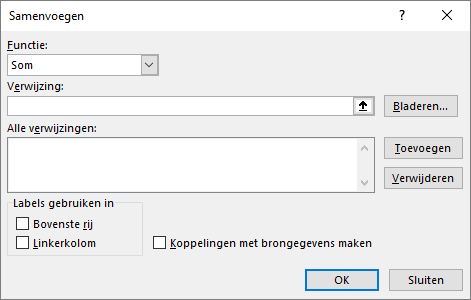 Samenvoegen
Functie:
Som
Verwijzing:
Bladeren...
Alle verwijzingen:
Toevoegen
Verwijderen
Labels gebruiken in
Bovenste rij
Linkerkolom
Koppelingen met brongegevens maken
OK
Sluiten